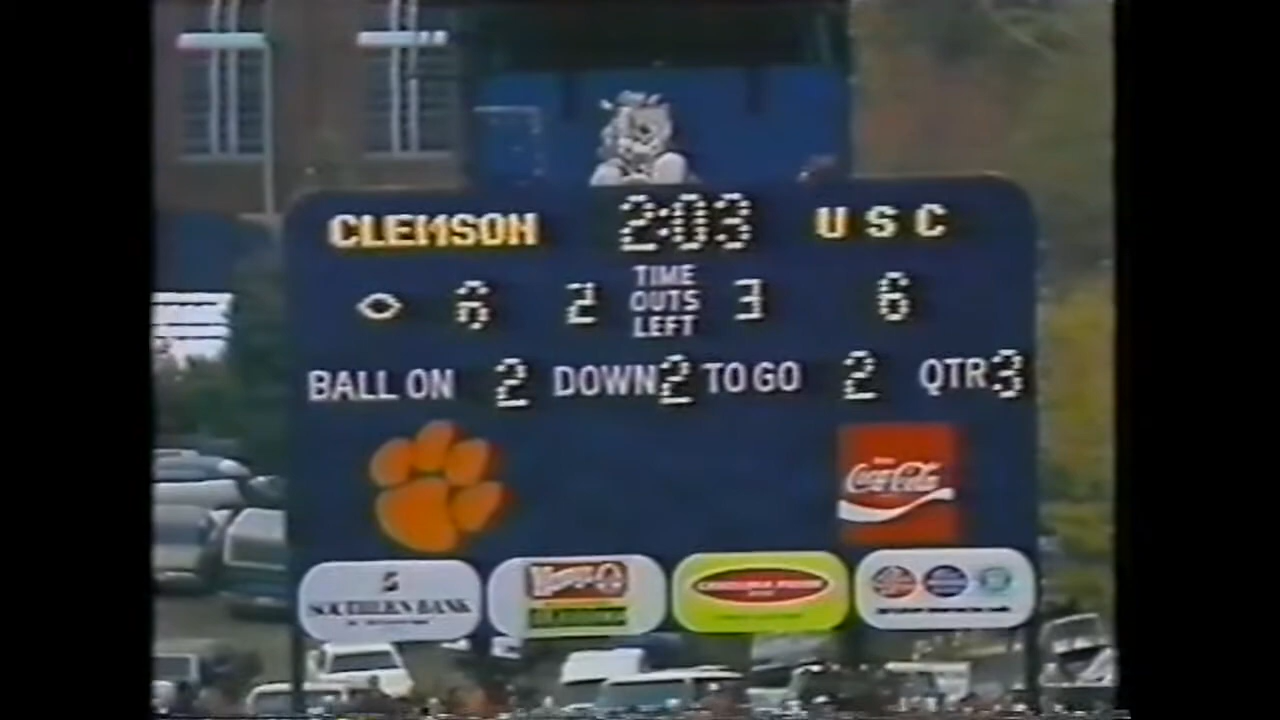 CLEMSON 2:03 U S C
6 2 TIME OUTS LEFT 3 6
BALL ON 2 DOWN 2 TO GO 2 QTR 3
Coca-Cola
SOUTHERN BANK